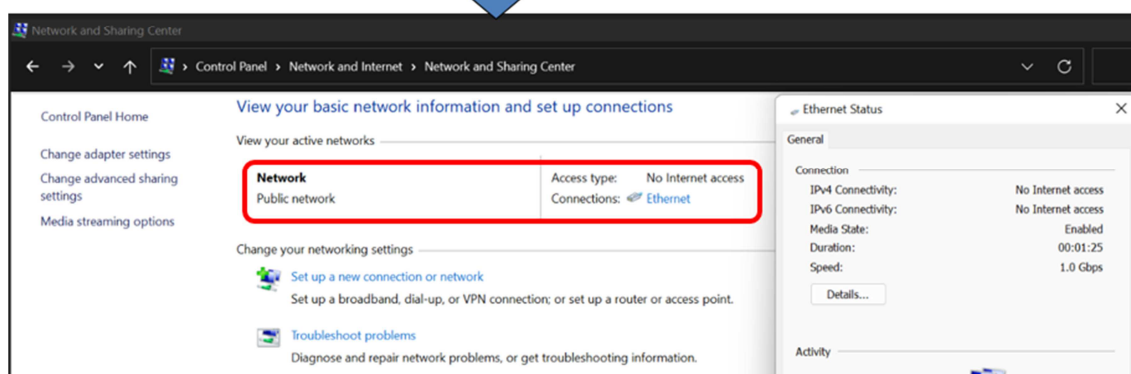 Network and Sharing Center
Control Panel › Network and Internet › Network and Sharing Center
Control Panel Home
Change adapter settings
Change advanced sharing
settings
Media streaming options
View your basic network information and set up connections
View your active networks
Network
Public network
Access type: No Internet access
Connections: Ethernet
Change your networking settings
Set up a new connection or network
Set up a broadband, dial-up, or VPN connection; or set up a router or access point.
Troubleshoot problems
Diagnose and repair network problems, or get troubleshooting information.
Ethernet Status
General
Connection
IPv4 Connectivity: No Internet access
IPv6 Connectivity: No Internet access
Media State: Enabled
Duration: 00:01:25
Speed: 1.0 Gbps
Details...
Activity